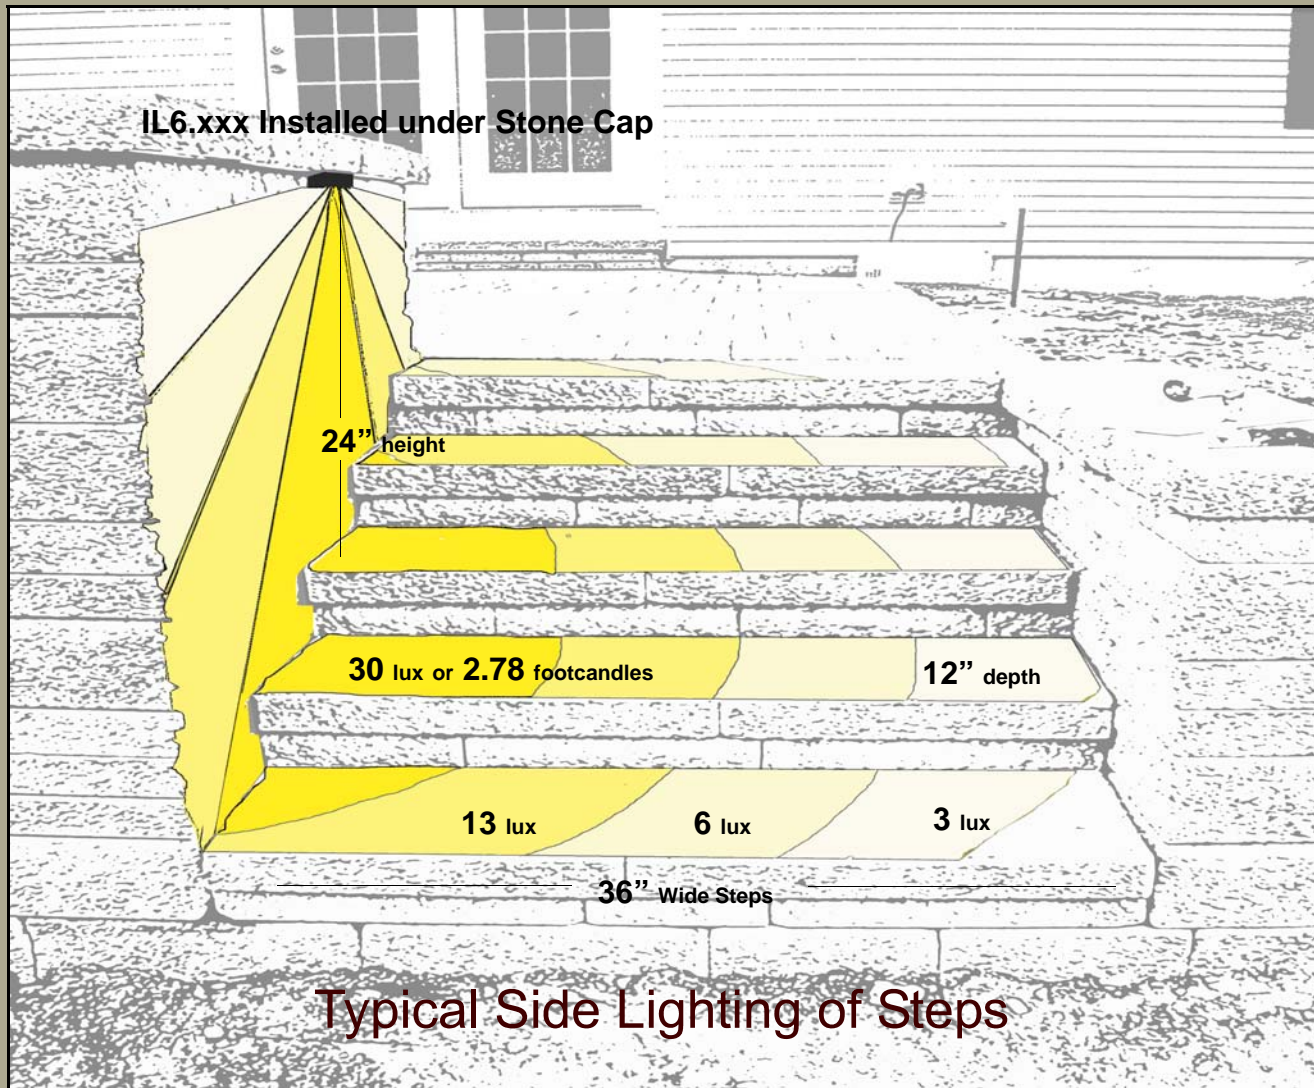 IL6.xxx Installed under Stone Cap
24” height
30 lux or 2.78 footcandles
12” depth
13 lux
6 lux
3 lux
36” Wide Steps
Typical Side Lighting of Steps